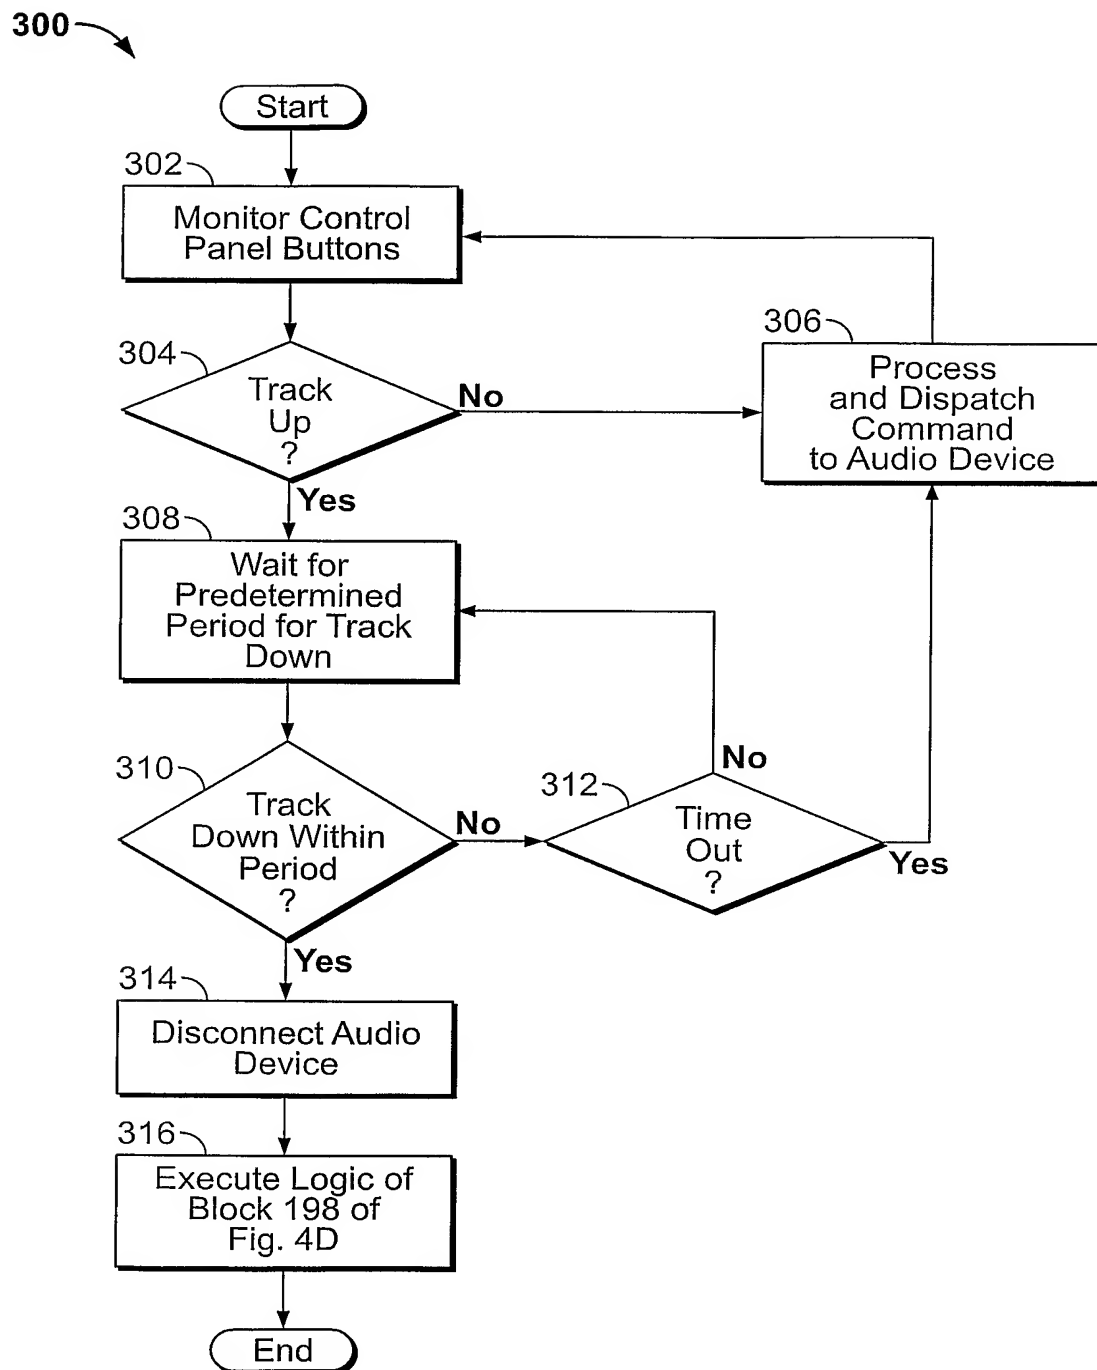 300
Start
302
Monitor Control
Panel Buttons
304
Track
Up
?
No
306
Process
and Dispatch
Command
to Audio Device
Yes
308
Wait for
Predetermined
Period for Track
Down
310
Track
Down Within
Period
?
No
312
Time
Out
?
No
Yes
Yes
314
Disconnect Audio
Device
316
Execute Logic of
Block 198 of
Fig. 4D
End